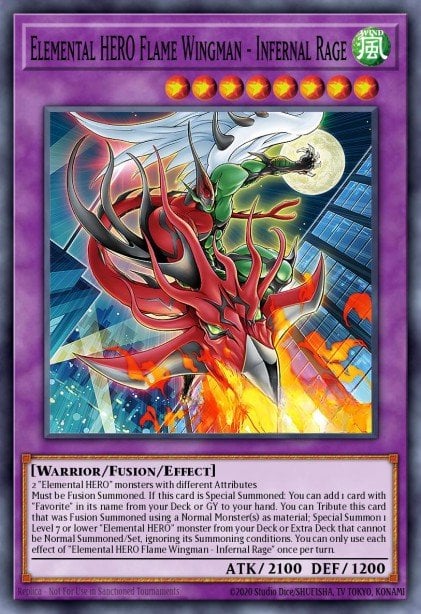 Elemental HERO Flame Wingman - Infernal Rage
WIND
風
[Warrior/Fusion/Effect]
2 "Elemental HERO" monsters with different Attributes
Must be Fusion Summoned. If this card is Special Summoned: You can add 1 card with
"Favorite" in its name from your Deck or GY to your hand. You can Tribute this card
that was Fusion Summoned using a Normal Monster(s) as material; Special Summon 1
Level 7 or lower "Elemental HERO" monster from your Deck or Extra Deck that cannot
be Normal Summoned/Set, ignoring its Summoning conditions. You can only use each
effect of "Elemental HERO Flame Wingman - Infernal Rage" once per turn.
ATK/2100 DEF/1200
Replica - Not For Use in Sanctioned Tournaments
©2020 Studio Dice/SHUEISHA, TV TOKYO, KONAMI